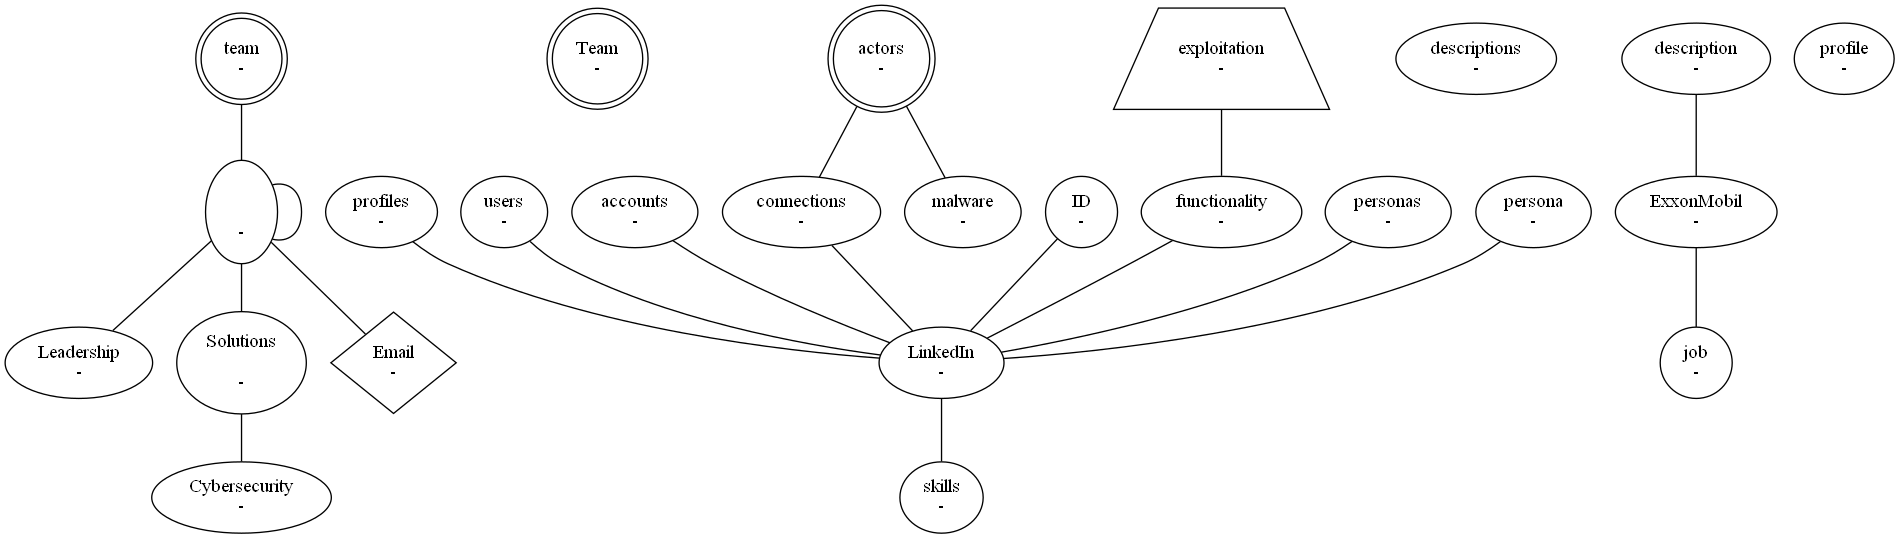 team
-
Team
-
actors
-
exploitation
-
descriptions
-
description
-
profile
-
-
profiles
-
users
-
accounts
-
connections
-
malware
-
ID
-
functionality
-
personas
-
persona
-
ExxonMobil
-
Leadership
-
Solutions
-
Email
-
LinkedIn
-
job
-
Cybersecurity
-
skills
-